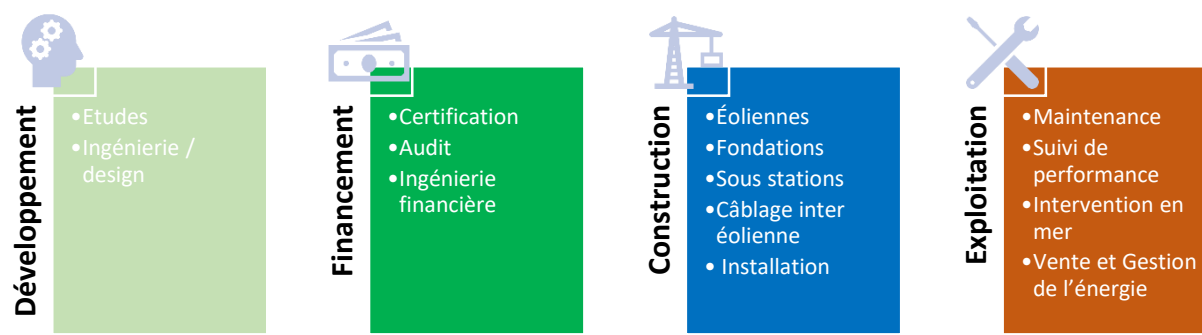 Développement
•Etudes
•Ingénierie /
design
Financement
•Certification
•Audit
•Ingénierie
financière
Construction
•Éoliennes
•Fondations
•Sous stations
•Câblage inter
éolienne
• Installation
Exploitation
•Maintenance
•Suivi de
performance
•Intervention en
mer
•Vente et Gestion
de l’énergie